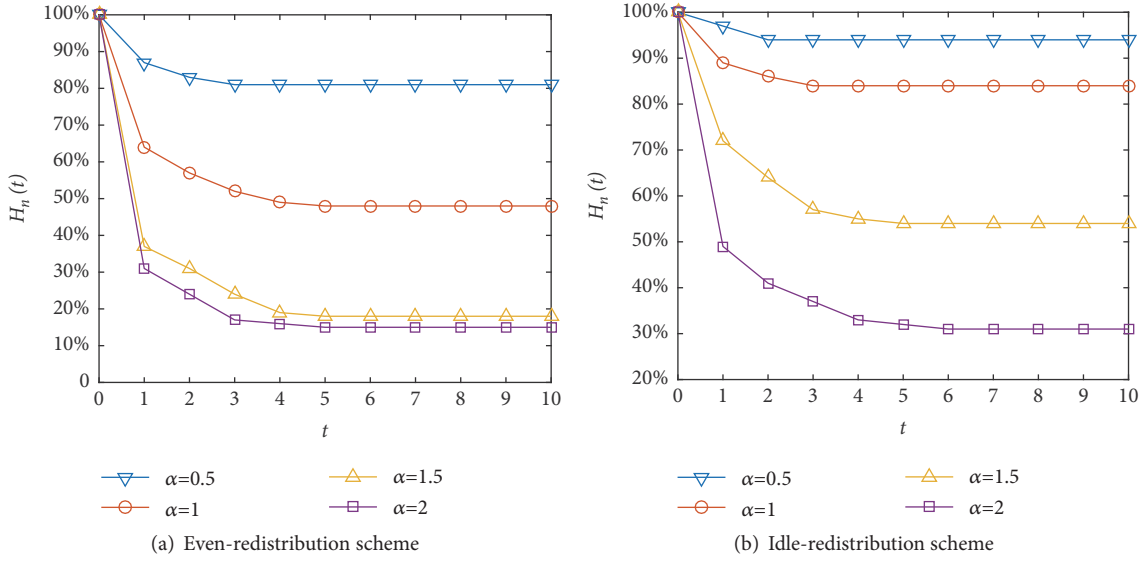 100%
90%
80%
70%
60%
50%
40%
30%
20%
10%
0
H_n (t)
0 1 2 3 4 5 6 7 8 9 10
t
α=0.5
α=1.5
α=1
α=2
(a) Even-redistribution scheme
100%
90%
80%
70%
60%
50%
40%
30%
20%
H_n (t)
0 1 2 3 4 5 6 7 8 9 10
t
α=0.5
α=1.5
α=1
α=2
(b) Idle-redistribution scheme